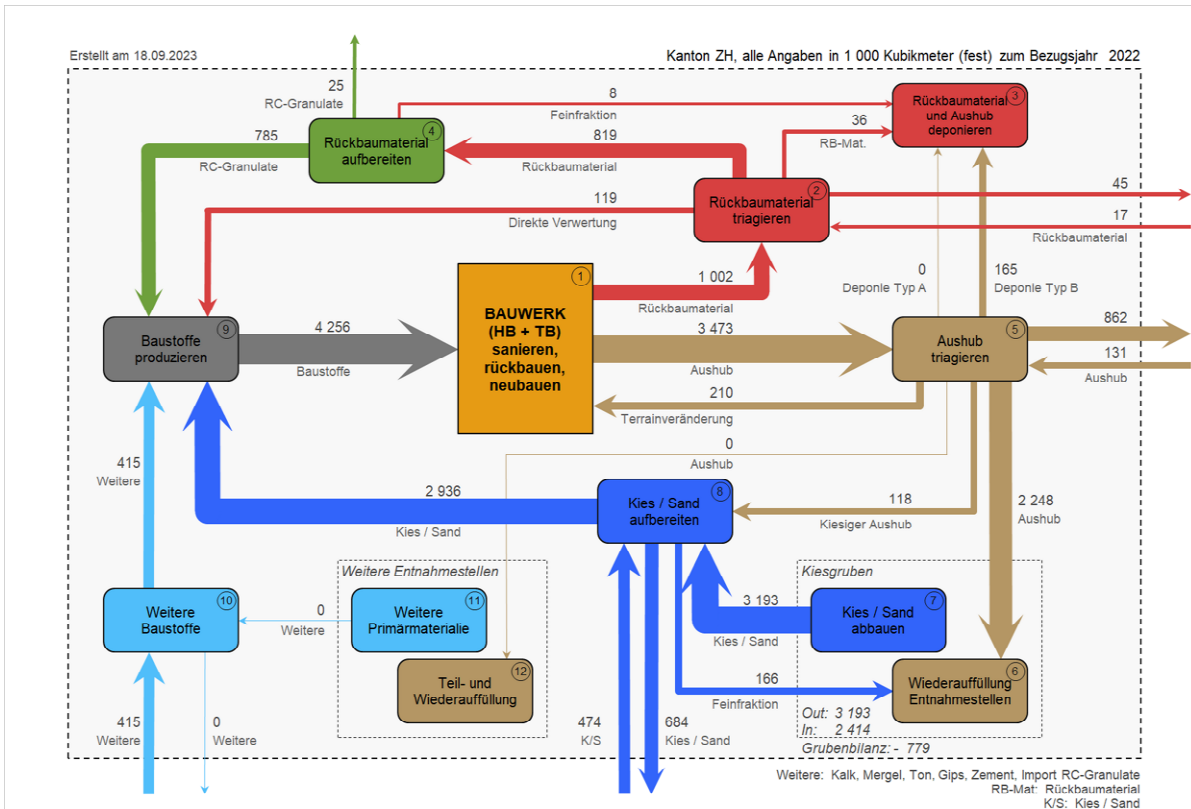 Erstellt am 18.09.2023
Kanton ZH, alle Angaben in 1 000 Kubikmeter (fest) zum Bezugsjahr 2022
25
RC-Granulate
8
Feinfraktion
3
Rückbaumaterial
und Aushub
deponieren
785
RC-Granulate
4
Rückbaumaterial
aufbereiten
819
Rückbaumaterial
36
RB-Mat.
119
Direkte Verwertung
2
Rückbaumaterial
triagieren
45
17
Rückbaumaterial
1 002
Rückbaumaterial
0
Deponie Typ A
165
Deponie Typ B
9
Baustoffe
produzieren
4 256
Baustoffe
1
BAUWERK
(HB + TB)
sanieren,
rückbauen,
neubauen
3 473
Aushub
5
Aushub
triagieren
862
131
Aushub
210
Terrainveränderung
0
Aushub
415
Weitere
2 936
Kies / Sand
8
Kies / Sand
aufbereiten
118
Kiesiger Aushub
2 248
Aushub
Weitere Entnahmestellen
Kiesgruben
10
Weitere
Baustoffe
0
Weitere
11
Weitere
Primärmaterialie
3 193
Kies / Sand
7
Kies / Sand
abbauen
12
Teil- und
Wiederauffüllung
166
Feinfraktion
6
Wiederauffüllung
Entnahmestellen
415
Weitere
0
Weitere
474
K/S
684
Kies / Sand
Out: 3 193
In: 2 414
Grubenbilanz: - 779
Weitere: Kalk, Mergel, Ton, Gips, Zement, Import RC-Granulate
RB-Mat: Rückbaumaterial
K/S: Kies / Sand